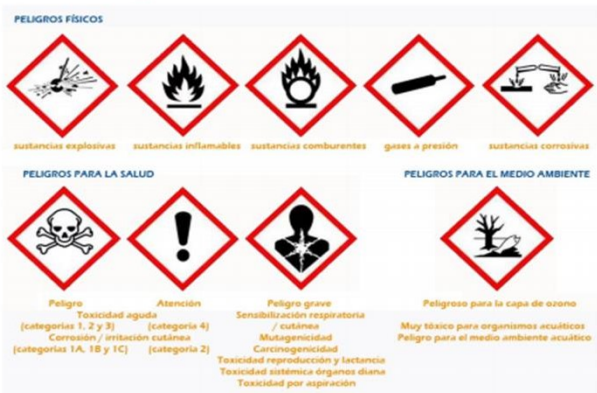 PELIGROS FÍSICOS
sustancias explosivas
sustancias inflamables
sustancias comburentes
gases a presión
sustancias corrosivas
PELIGROS PARA LA SALUD
PELIGROS PARA EL MEDIO AMBIENTE
Peligro
Atención
Toxicidad aguda
(categorías 1, 2 y 3)
(categoría 4)
Corrosión / irritación cutánea
(categorías 1A, 1B y 1C)
(categoría 2)
Peligro grave
Sensibilización respiratoria
/ cutánea
Mutagenicidad
Carcinogenicidad
Toxicidad reproducción y lactancia
Toxicidad sistémica órganos diana
Toxicidad por aspiración
Peligroso para la capa de ozono
Muy tóxico para organismos acuáticos
Peligro para el medio ambiente acuático